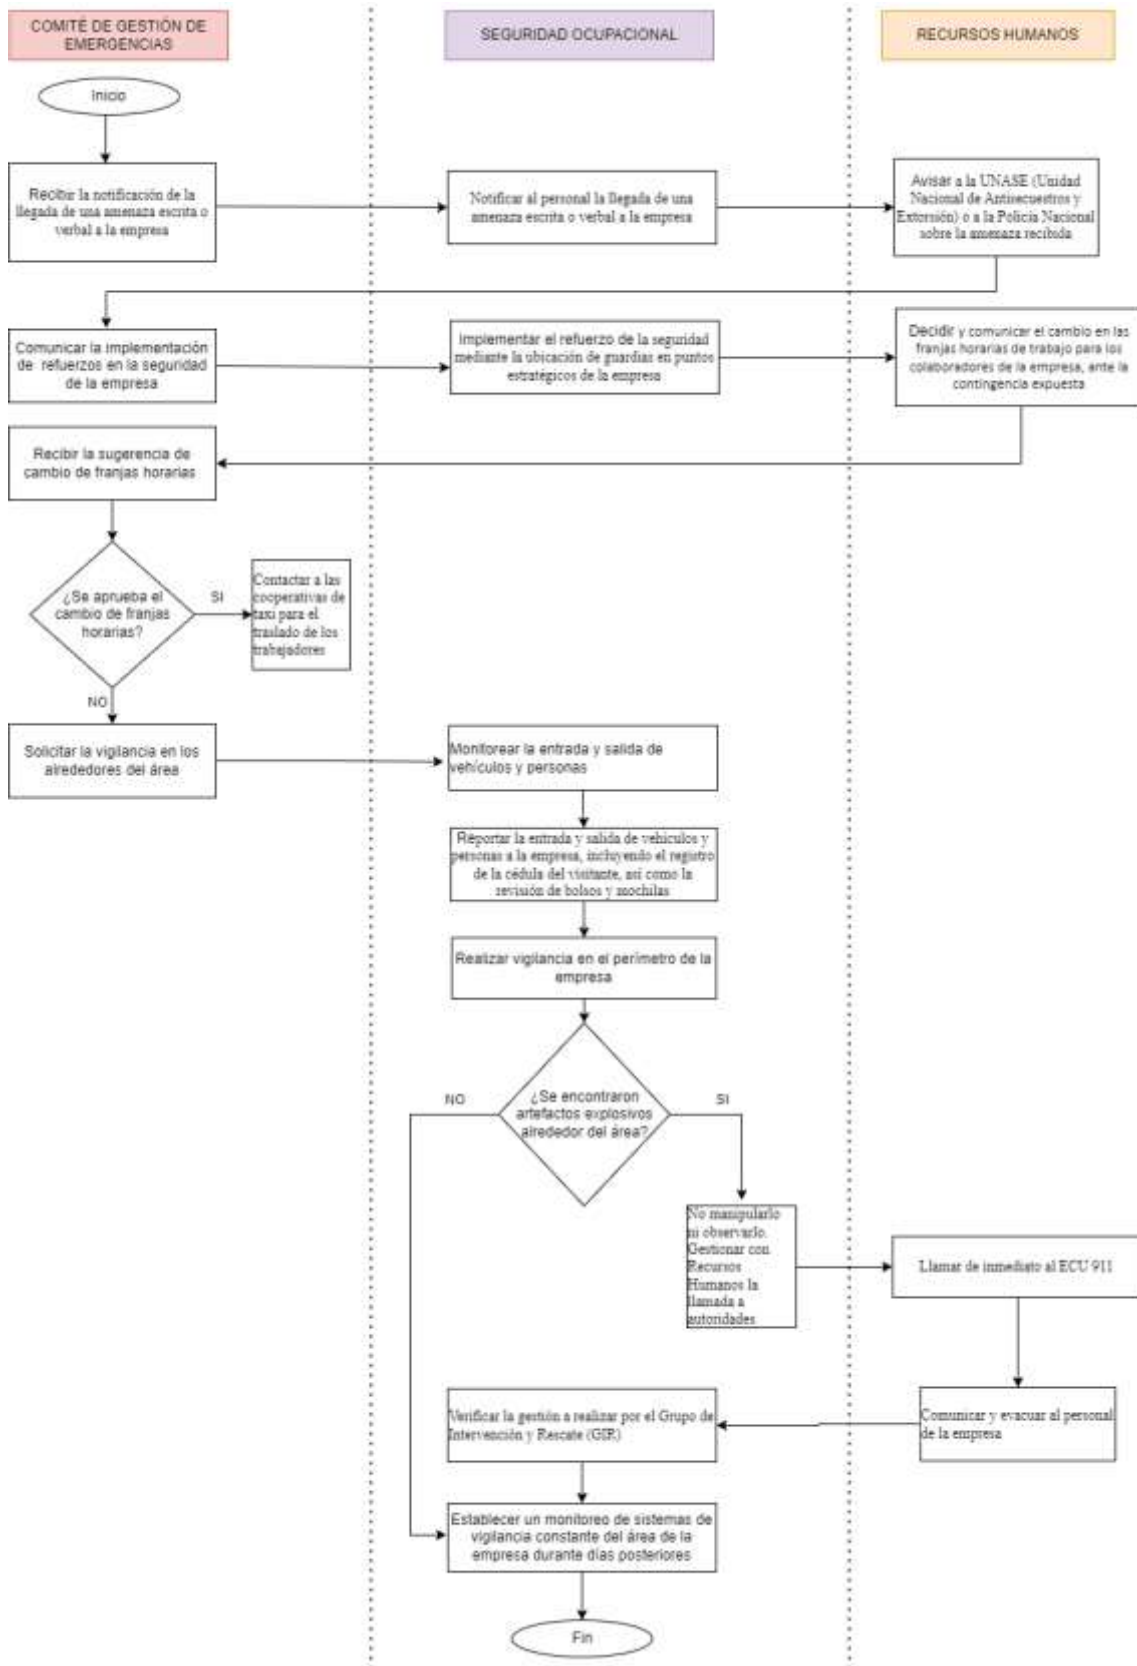 COMITÉ DE GESTIÓN DE
EMERGENCIAS
SEGURIDAD OCUPACIONAL
RECURSOS HUMANOS
Inicio
Recibir la notificación de la
llegada de una amenaza escrita o
verbal a la empresa
Notificar al personal la llegada de una
amenaza escrita o verbal a la empresa
Avisar a la UNASE (Unidad
Nacional de Antisecuestros y
Extorsión) o a la Policía Nacional
sobre la amenaza recibida
Comunicar la implementación
de refuerzos en la seguridad
de la empresa
Implementar el refuerzo de la seguridad
mediante la ubicación de guardias en puntos
estratégicos de la empresa
Decidir y comunicar el cambio en las
franjas horarias de trabajo para los
colaboradores de la empresa, ante la
contingencia expuesta
Recibir la sugerencia de
cambio de franjas horarias
¿Se aprueba el
cambio de franjas
horarias?
SI
Contactar a las
cooperativas de
taxi para el
traslado de los
trabajadores
NO
Solicitar la vigilancia en los
alrededores del área
Monitorear la entrada y salida de
vehículos y personas
Reportar la entrada y salida de vehículos y
personas a la empresa, incluyendo el registro
de la cédula del visitante, así como la
revisión de bolsos y mochilas
Realizar vigilancia en el perímetro de la
empresa
¿Se encontraron
artefactos explosivos
alrededor del área?
NO
SI
No manipularlo
ni observarlo.
Gestionar con
Recursos
Humanos la
llamada a
autoridades
Llamar de inmediato al ECU 911
Comunicar y evacuar al personal
de la empresa
Verificar la gestión a realizar por el Grupo de
Intervención y Rescate (GIR)
Establecer un monitoreo de sistemas de
vigilancia constante del área de la
empresa durante días posteriores
Fin